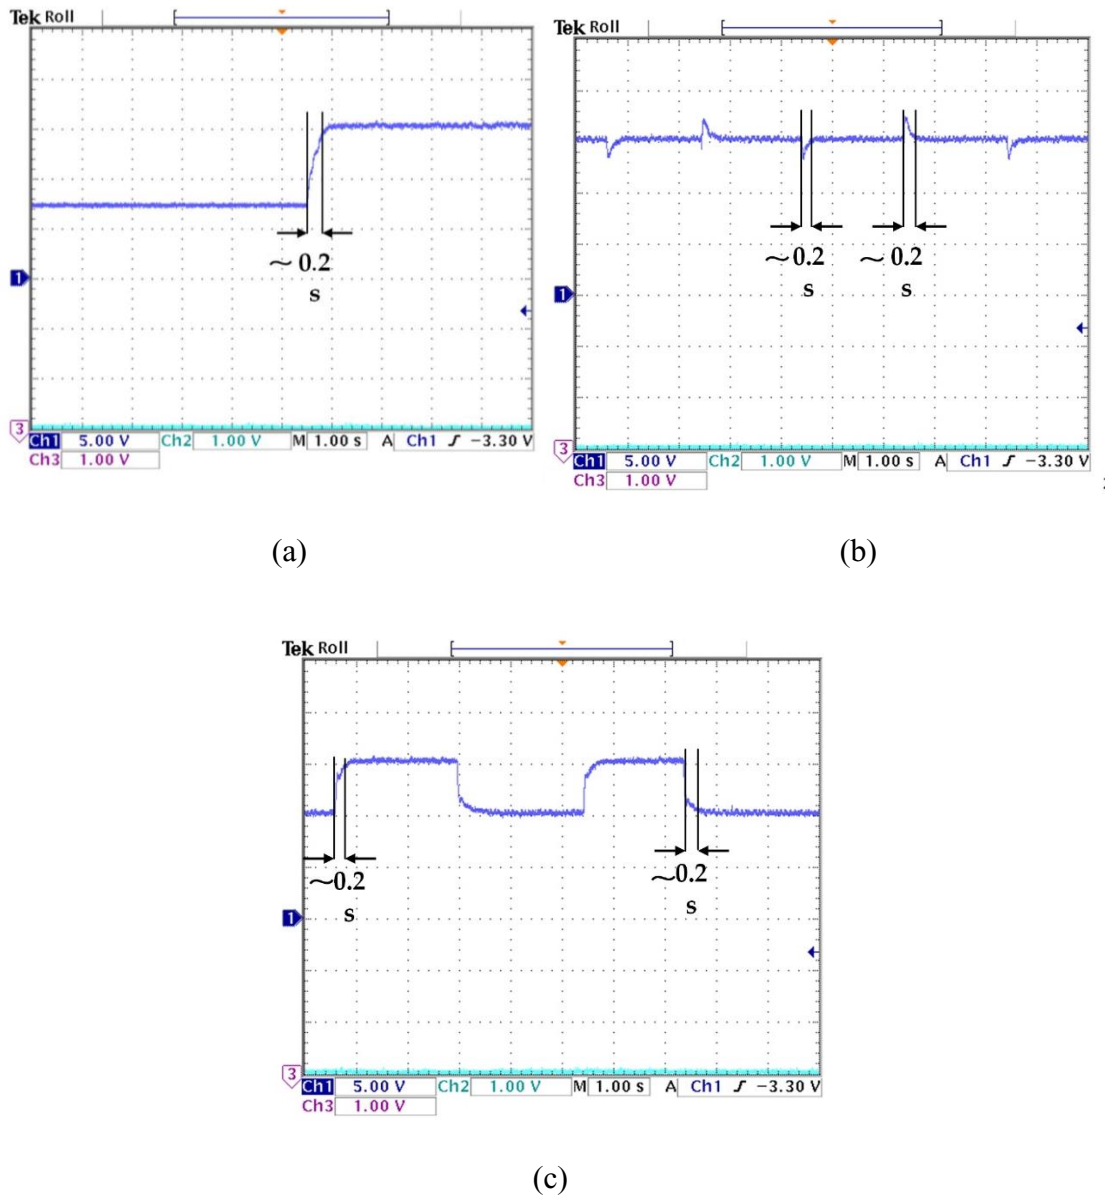 Tek Roll
1
~ 0.2
s
3
Ch1 5.00 V Ch2 1.00 V M 1.00 s A Ch1 ʃ −3.30 V
Ch3 1.00 V
(a)
Tek Roll
1
~0.2 ~0.2
s s
3
Ch1 5.00 V Ch2 1.00 V M 1.00 s A Ch1 ʃ −3.30 V
Ch3 1.00 V
(b)
Tek Roll
1
~0.2 ~0.2
s s
3
Ch1 5.00 V Ch2 1.00 V M 1.00 s A Ch1 ʃ −3.30 V
Ch3 1.00 V
(c)